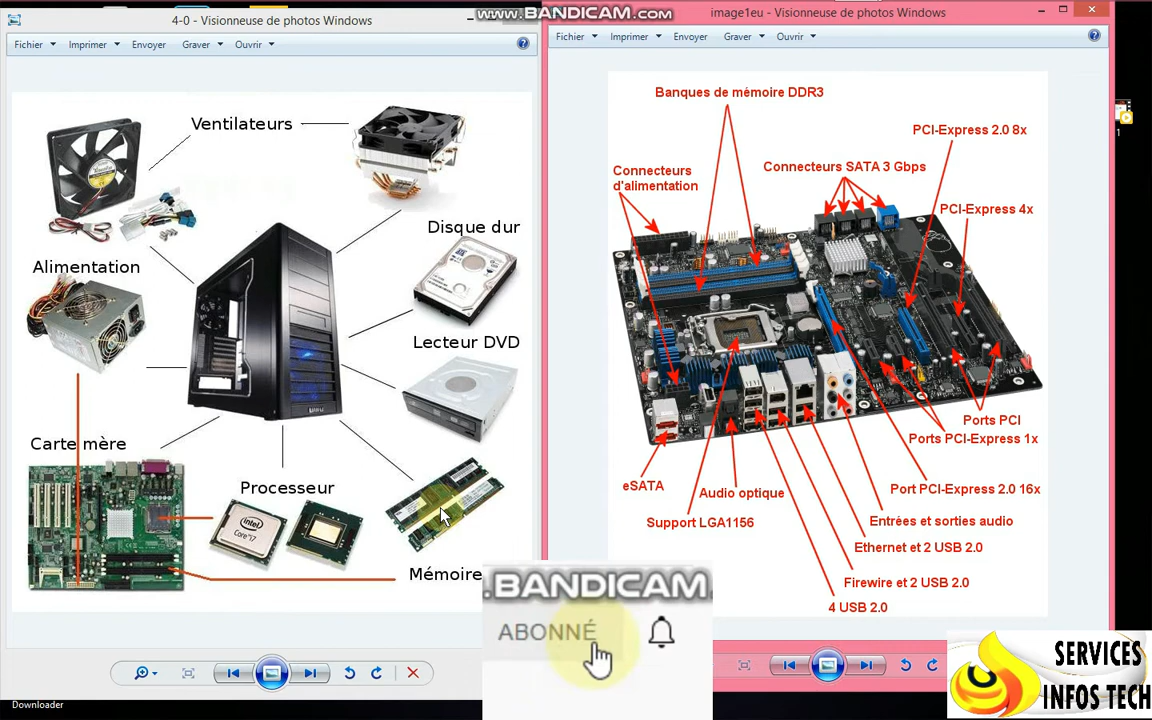 4-0 - Visionneuse de photos Windows
www.BANDICAM.com
image1eu - Visionneuse de photos Windows
Fichier Imprimer Envoyer Graver Ouvrir
Fichier Imprimer Envoyer Graver Ouvrir
Ventilateurs
Disque dur
Alimentation
Lecteur DVD
Carte mère
Processeur
intel
Core i7
Mémoire
Banques de mémoire DDR3
PCI-Express 2.0 8x
Connecteurs SATA 3 Gbps
Connecteurs
d'alimentation
PCI-Express 4x
Ports PCI
Ports PCI-Express 1x
eSATA
Audio optique
Port PCI-Express 2.0 16x
Support LGA1156
Entrées et sorties audio
Ethernet et 2 USB 2.0
Firewire et 2 USB 2.0
4 USB 2.0
.BANDICAM.
ABONNÉ
SERVICES
INFOS TECH
Downloader
1